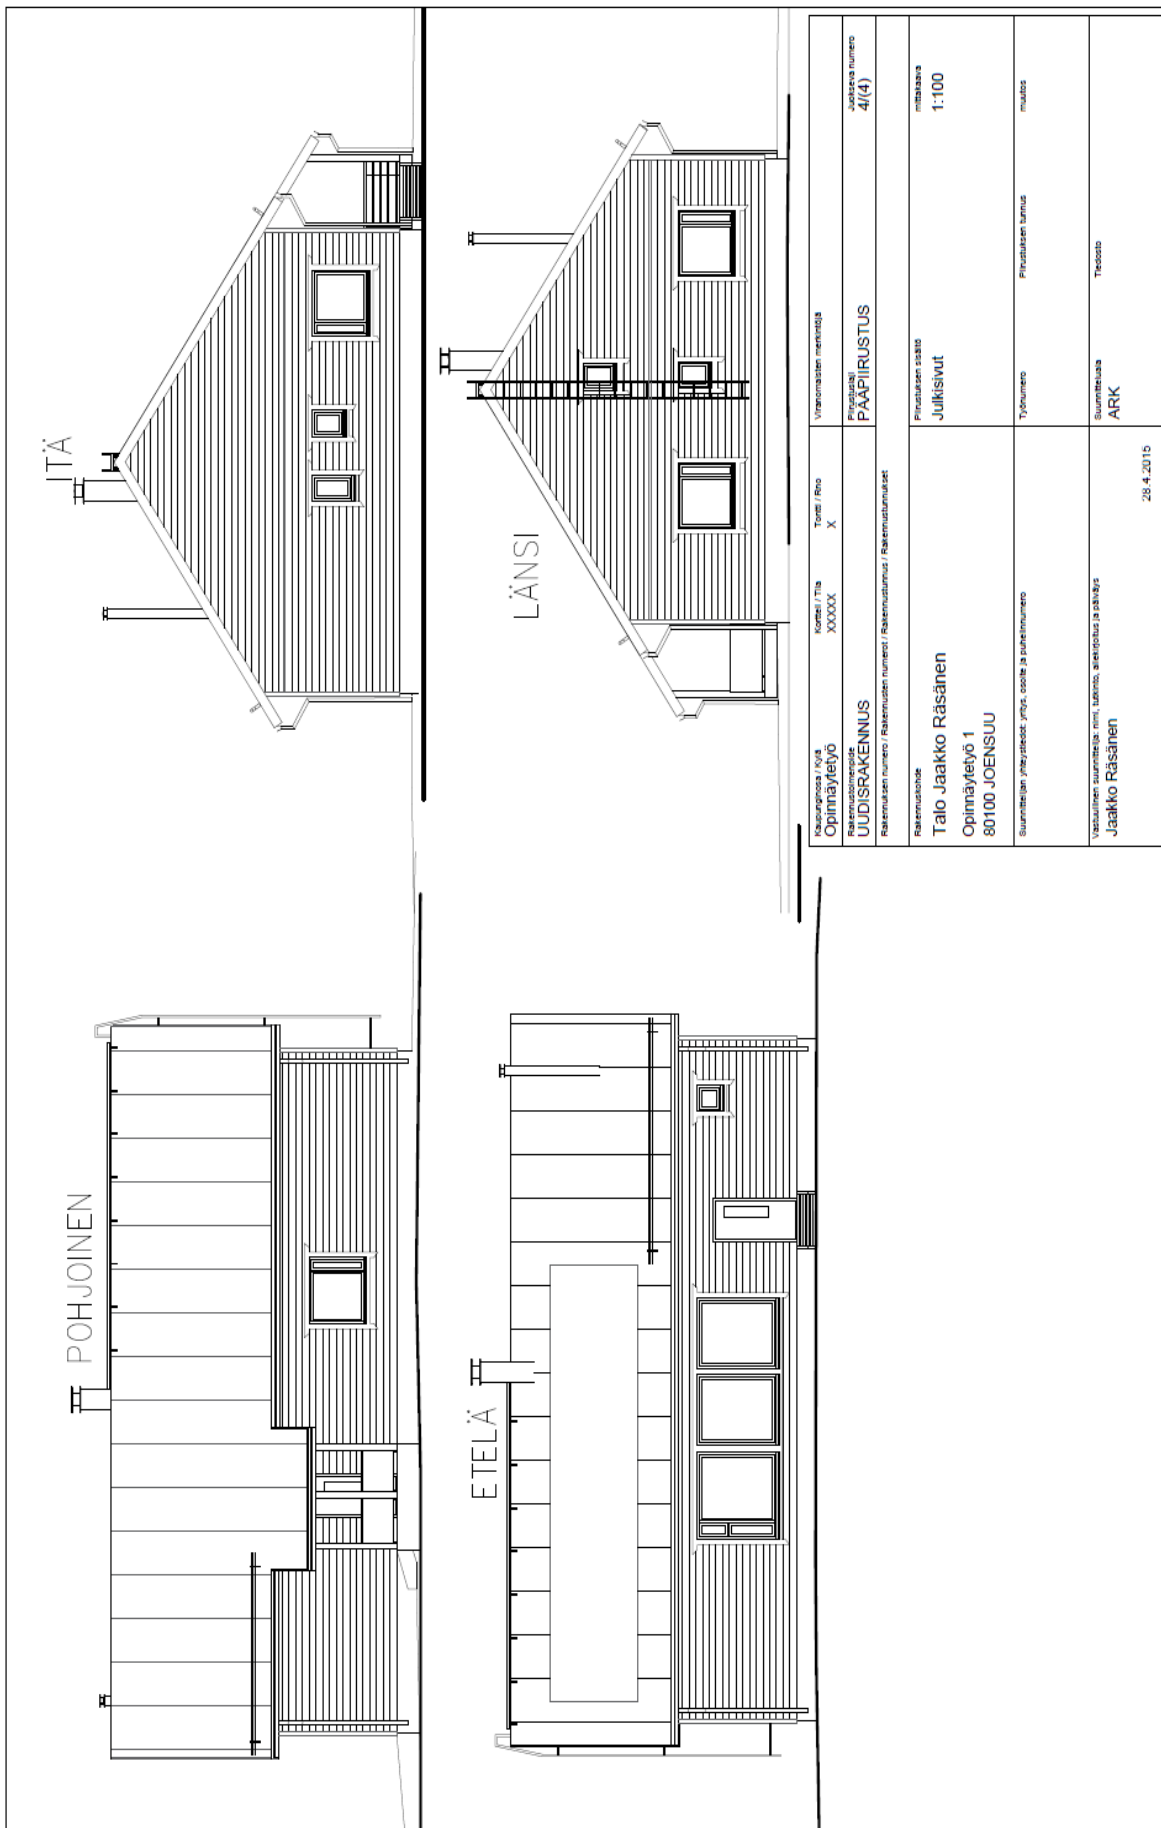 POHJOINEN
ITÄ
ETELÄ
LÄNSI
Kaupunginosa / Kylä
Opinnäytetyö
Kortteli / Tila
XXXXX
Tontti / Rno
X
Viranomaisten merkintöjä
Rakennustoimenpide
UUDISRAKENNUS
Piirustuslaji
PÄÄPIIRUSTUS
Juokseva numero
4/(4)
Rakennuksen numero / Rakennusten numerot / Rakennustunnus / Rakennustunnukset
Rakennuskohde
Talo Jaakko Räsänen
Opinnäytetyö 1
80100 JOENSUU
Piirustuksen sisältö
Julkisivut
mittakaava
1:100
Suunnittelijan yhteystiedot: yritys, osoite ja puhelinnumero
Työnumero
Piirustuksen tunnus
muutos
Vastuullinen suunnittelija: nimi, tutkinto, allekirjoitus ja päiväys
Jaakko Räsänen
28.4.2015
Suunnitteluala
ARK
Tiedosto